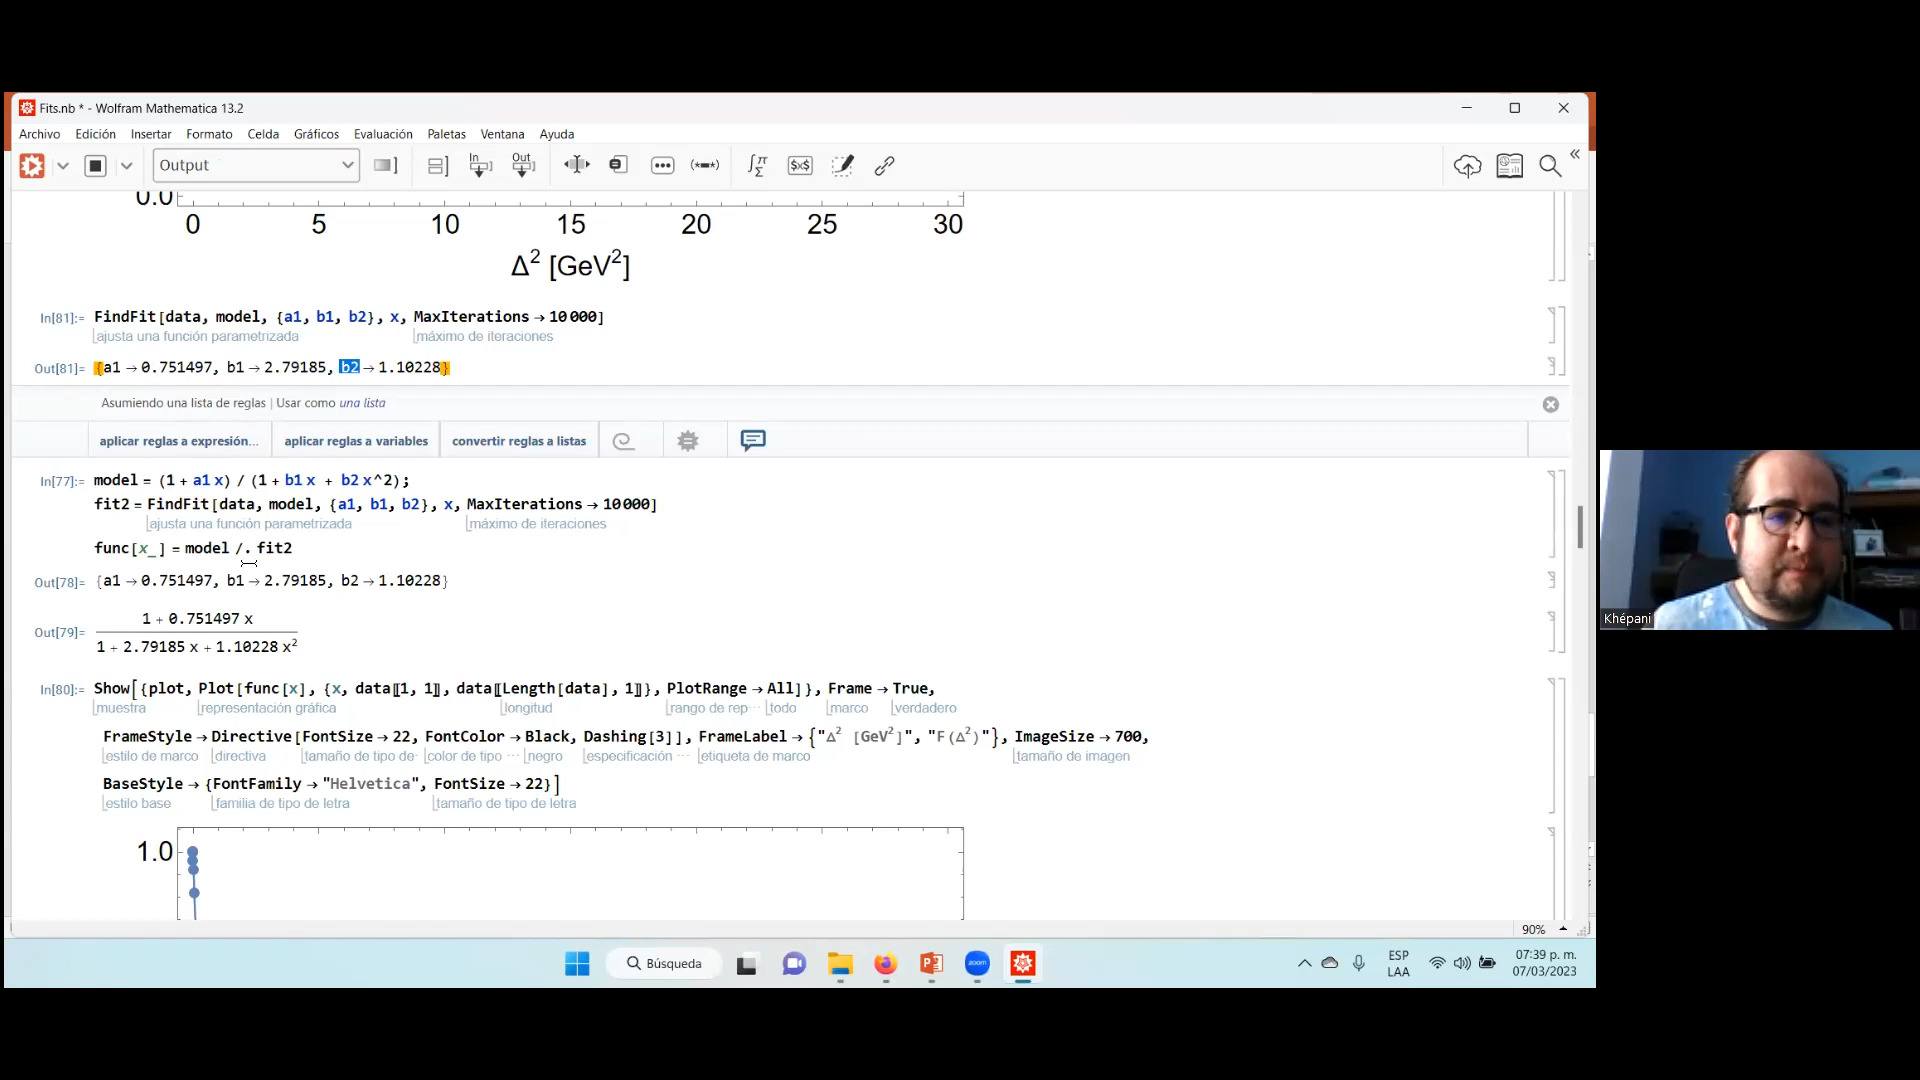 Fits.nb * - Wolfram Mathematica 13.2
Archivo Edición Insertar Formato Celda Gráficos Evaluación Paletas Ventana Ayuda
Output In Out $x$
0.0
0 5 10 15 20 25 30
Δ² [GeV²]
In[81]:= FindFit[data, model, {a1, b1, b2}, x, MaxIterations → 10 000]
ajusta una función parametrizada máximo de iteraciones
Out[81]= {a1 → 0.751497, b1 → 2.79185, b2 → 1.10228}
Asumiendo una lista de reglas | Usar como una lista
aplicar reglas a expresión... aplicar reglas a variables convertir reglas a listas
In[77]:= model = (1 + a1 x) / (1 + b1 x + b2 x^2);
fit2 = FindFit[data, model, {a1, b1, b2}, x, MaxIterations → 10 000]
ajusta una función parametrizada máximo de iteraciones
func[x_] = model /. fit2
Out[78]= {a1 → 0.751497, b1 → 2.79185, b2 → 1.10228}
1 + 0.751497 x
Out[79]=
1 + 2.79185 x + 1.10228 x²
In[80]:= Show[{plot, Plot[func[x], {x, data[[1, 1]], data[[Length[data], 1]]}, PlotRange → All]}, Frame → True,
muestra representación gráfica longitud rango de rep··· todo marco verdadero
FrameStyle → Directive[FontSize → 22, FontColor → Black, Dashing[3]], FrameLabel → {"Δ² [GeV²]", "F(Δ²)"}, ImageSize → 700,
estilo de marco directiva tamaño de tipo de· color de tipo ··· negro especificación ··· etiqueta de marco tamaño de imagen
BaseStyle → {FontFamily → "Helvetica", FontSize → 22}]
estilo base familia de tipo de letra tamaño de tipo de letra
1.0
90%
Khépani
Búsqueda zoom ESP LAA 07:39 p. m.
07/03/2023